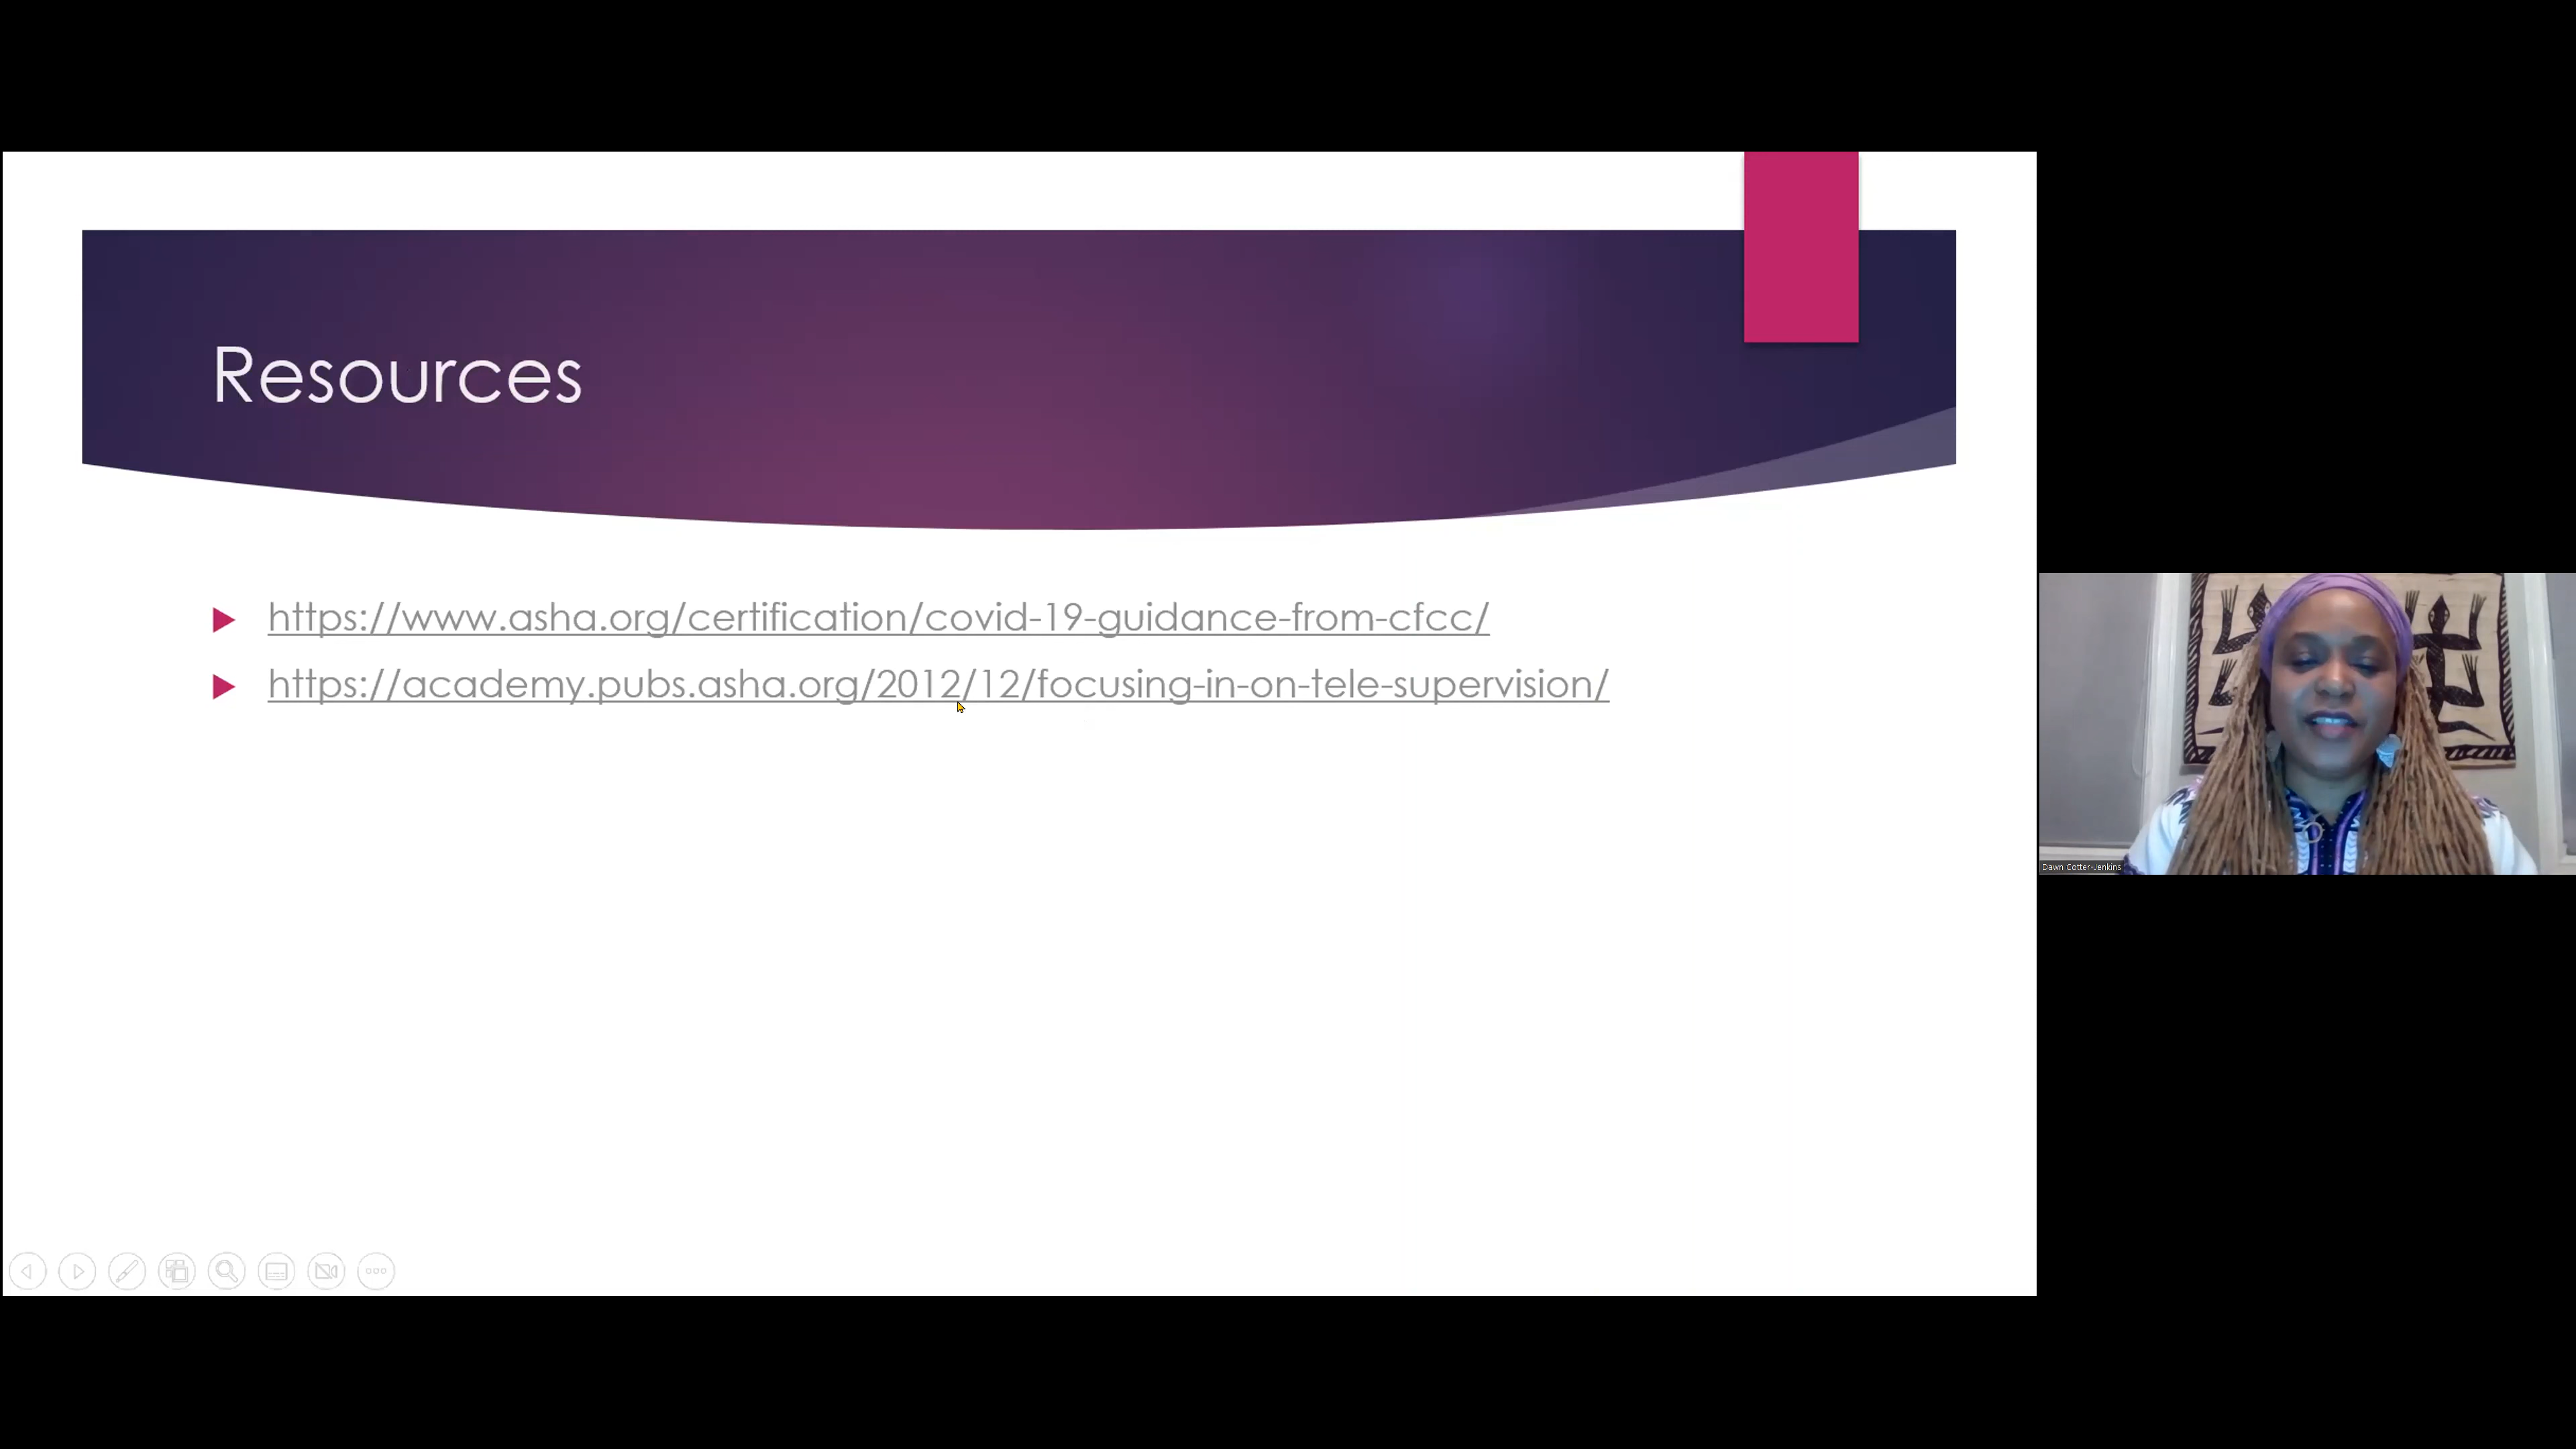 Resources
https://www.asha.org/certification/covid-19-guidance-from-cfcc/
https://academy.pubs.asha.org/2012/12/focusing-in-on-tele-supervision/
Dawn Cotter-Jenkins